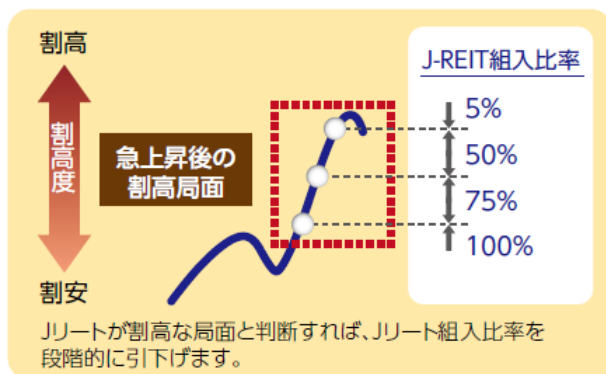 割高
割高度
割安
急上昇後の
割高局面
J-REIT組入比率
5%
50%
75%
100%
Jリートが割高な局面と判断すれば、Jリート組入比率を
段階的に引下げます。